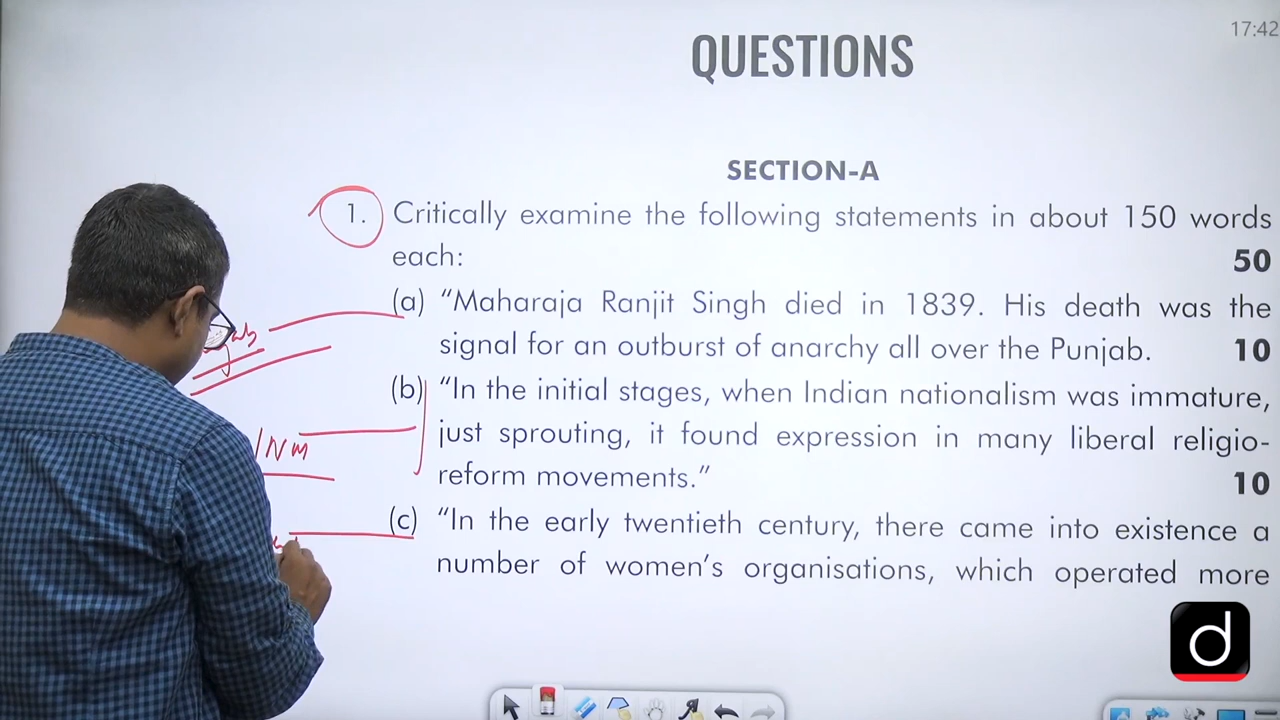 17:42
QUESTIONS
SECTION-A
1. Critically examine the following statements in about 150 words
each: 50
(a) “Maharaja Ranjit Singh died in 1839. His death was the
signal for an outburst of anarchy all over the Punjab. 10
(b) “In the initial stages, when Indian nationalism was immature,
just sprouting, it found expression in many liberal religio-
reform movements.” 10
INM
(c) “In the early twentieth century, there came into existence a
number of women’s organisations, which operated more
d